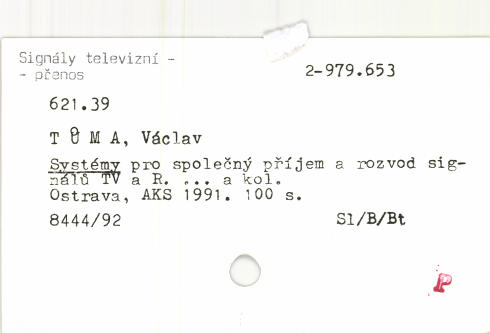 Signály televizní -
- přenos
2-979.653
621.39
T Ů M A, Václav
Systémy pro společný příjem a rozvod sig-
nálů TV a R. ... a kol.
Ostrava, AKS 1991. 100 s.
8444/92 Sl/B/Bt
P